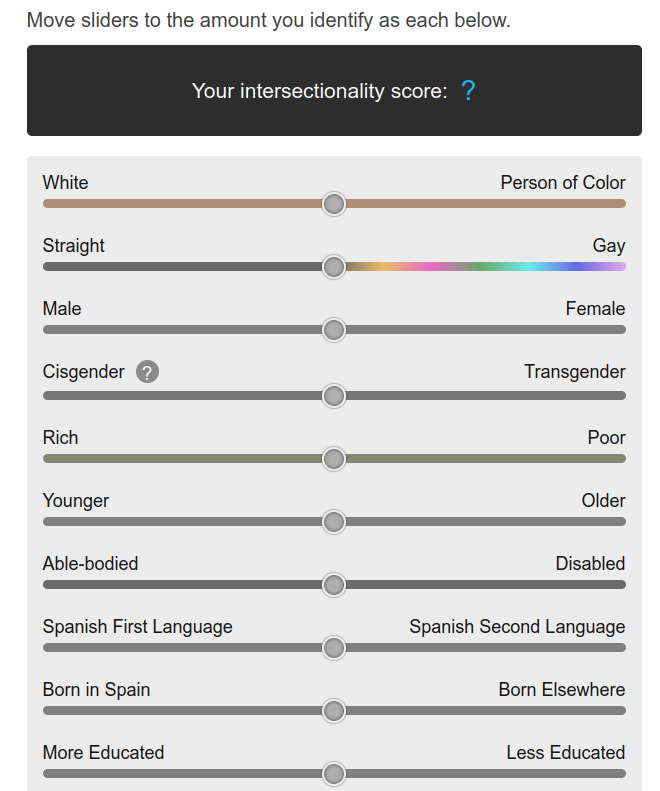 Move sliders to the amount you identify as each below.
Your intersectionality score: ?
White Person of Color
Straight Gay
Male Female
Cisgender ? Transgender
Rich Poor
Younger Older
Able-bodied Disabled
Spanish First Language Spanish Second Language
Born in Spain Born Elsewhere
More Educated Less Educated